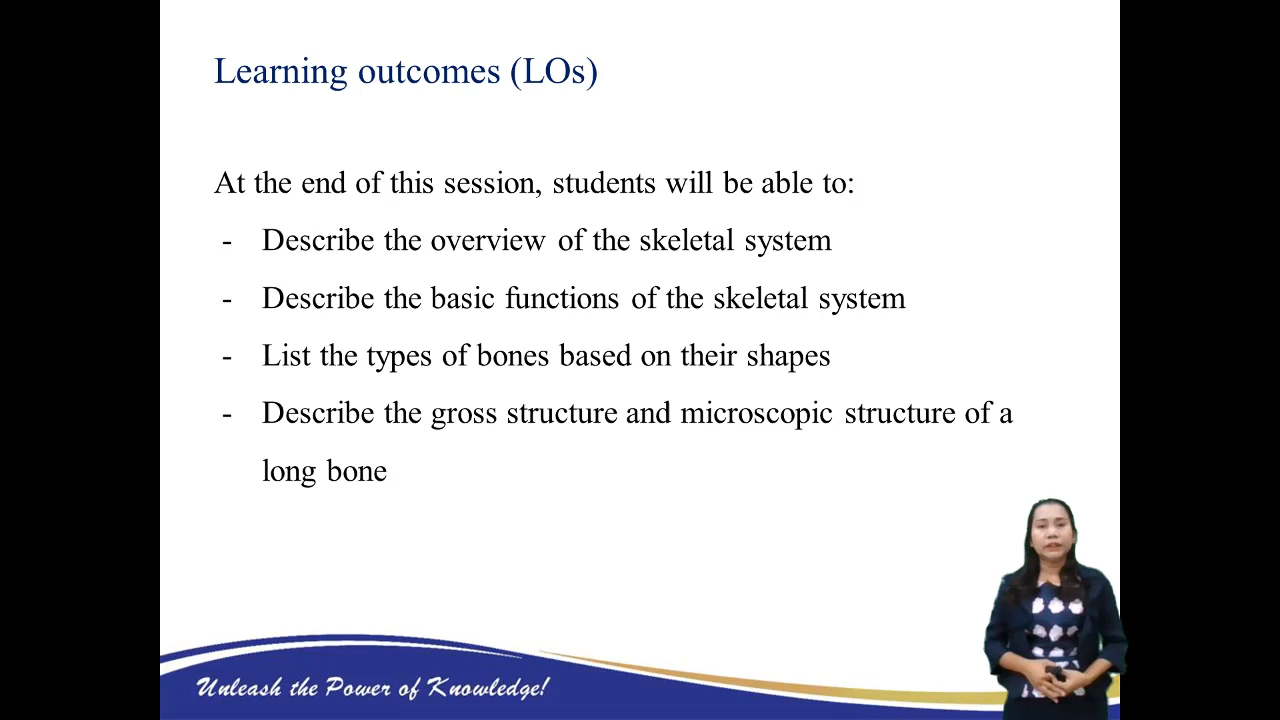 Learning outcomes (LOs)
At the end of this session, students will be able to:
- Describe the overview of the skeletal system
- Describe the basic functions of the skeletal system
- List the types of bones based on their shapes
- Describe the gross structure and microscopic structure of a
long bone
Unleash the Power of Knowledge!